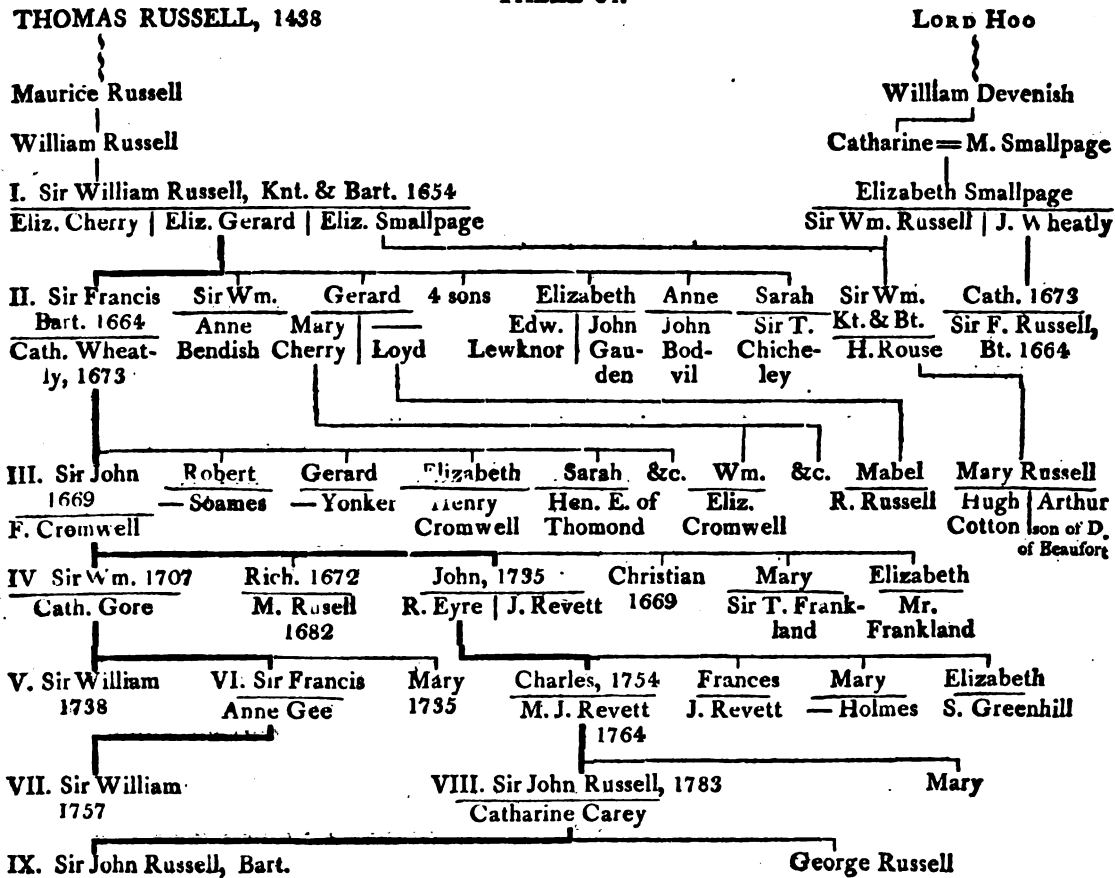 THOMAS RUSSELL, 1438 LORD HOO
Maurice Russell William Devenish
William Russell Catharine = M. Smallpage
I. Sir William Russell, Knt. & Bart. 1654 Elizabeth Smallpage
Eliz. Cherry | Eliz. Gerard | Eliz. Smallpage Sir Wm. Russell | J. Wheatly
II. Sir Francis Sir Wm. Gerard 4 sons Elizabeth Anne Sarah Sir Wm. Cath. 1673
Bart. 1664 Anne Mary — Edw. | John John Sir T. Kt. & Bt. Sir F. Russell,
Cath. Wheat- Bendish Cherry | Loyd Lewknor | Gau- Bod- Chiche- H. Rouse Bt. 1664
ly, 1673 den vil ley
III. Sir John Robert Gerard Elizabeth Sarah &c. Wm. &c. Mabel Mary Russell
1669 — Soames — Yonker Henry Hen. E. of Eliz. R. Russell Hugh | Arthur
F. Cromwell Cromwell Thomond Cromwell Cotton | son of D.
of Beaufort
IV Sir Wm. 1707 Rich. 1672 John, 1735 Christian Mary Elizabeth
Cath. Gore M. Rusell R. Eyre | J. Revett 1669 Sir T. Frank- Mr.
1682 land Frankland
V. Sir William VI. Sir Francis Mary Charles, 1754 Frances Mary Elizabeth
1738 Anne Gee 1735 M. J. Revett J. Revett — Holmes S. Greenhill
1764
VII. Sir William VIII. Sir John Russell, 1783 Mary
1757 Catharine Carey
IX. Sir John Russell, Bart. George Russell